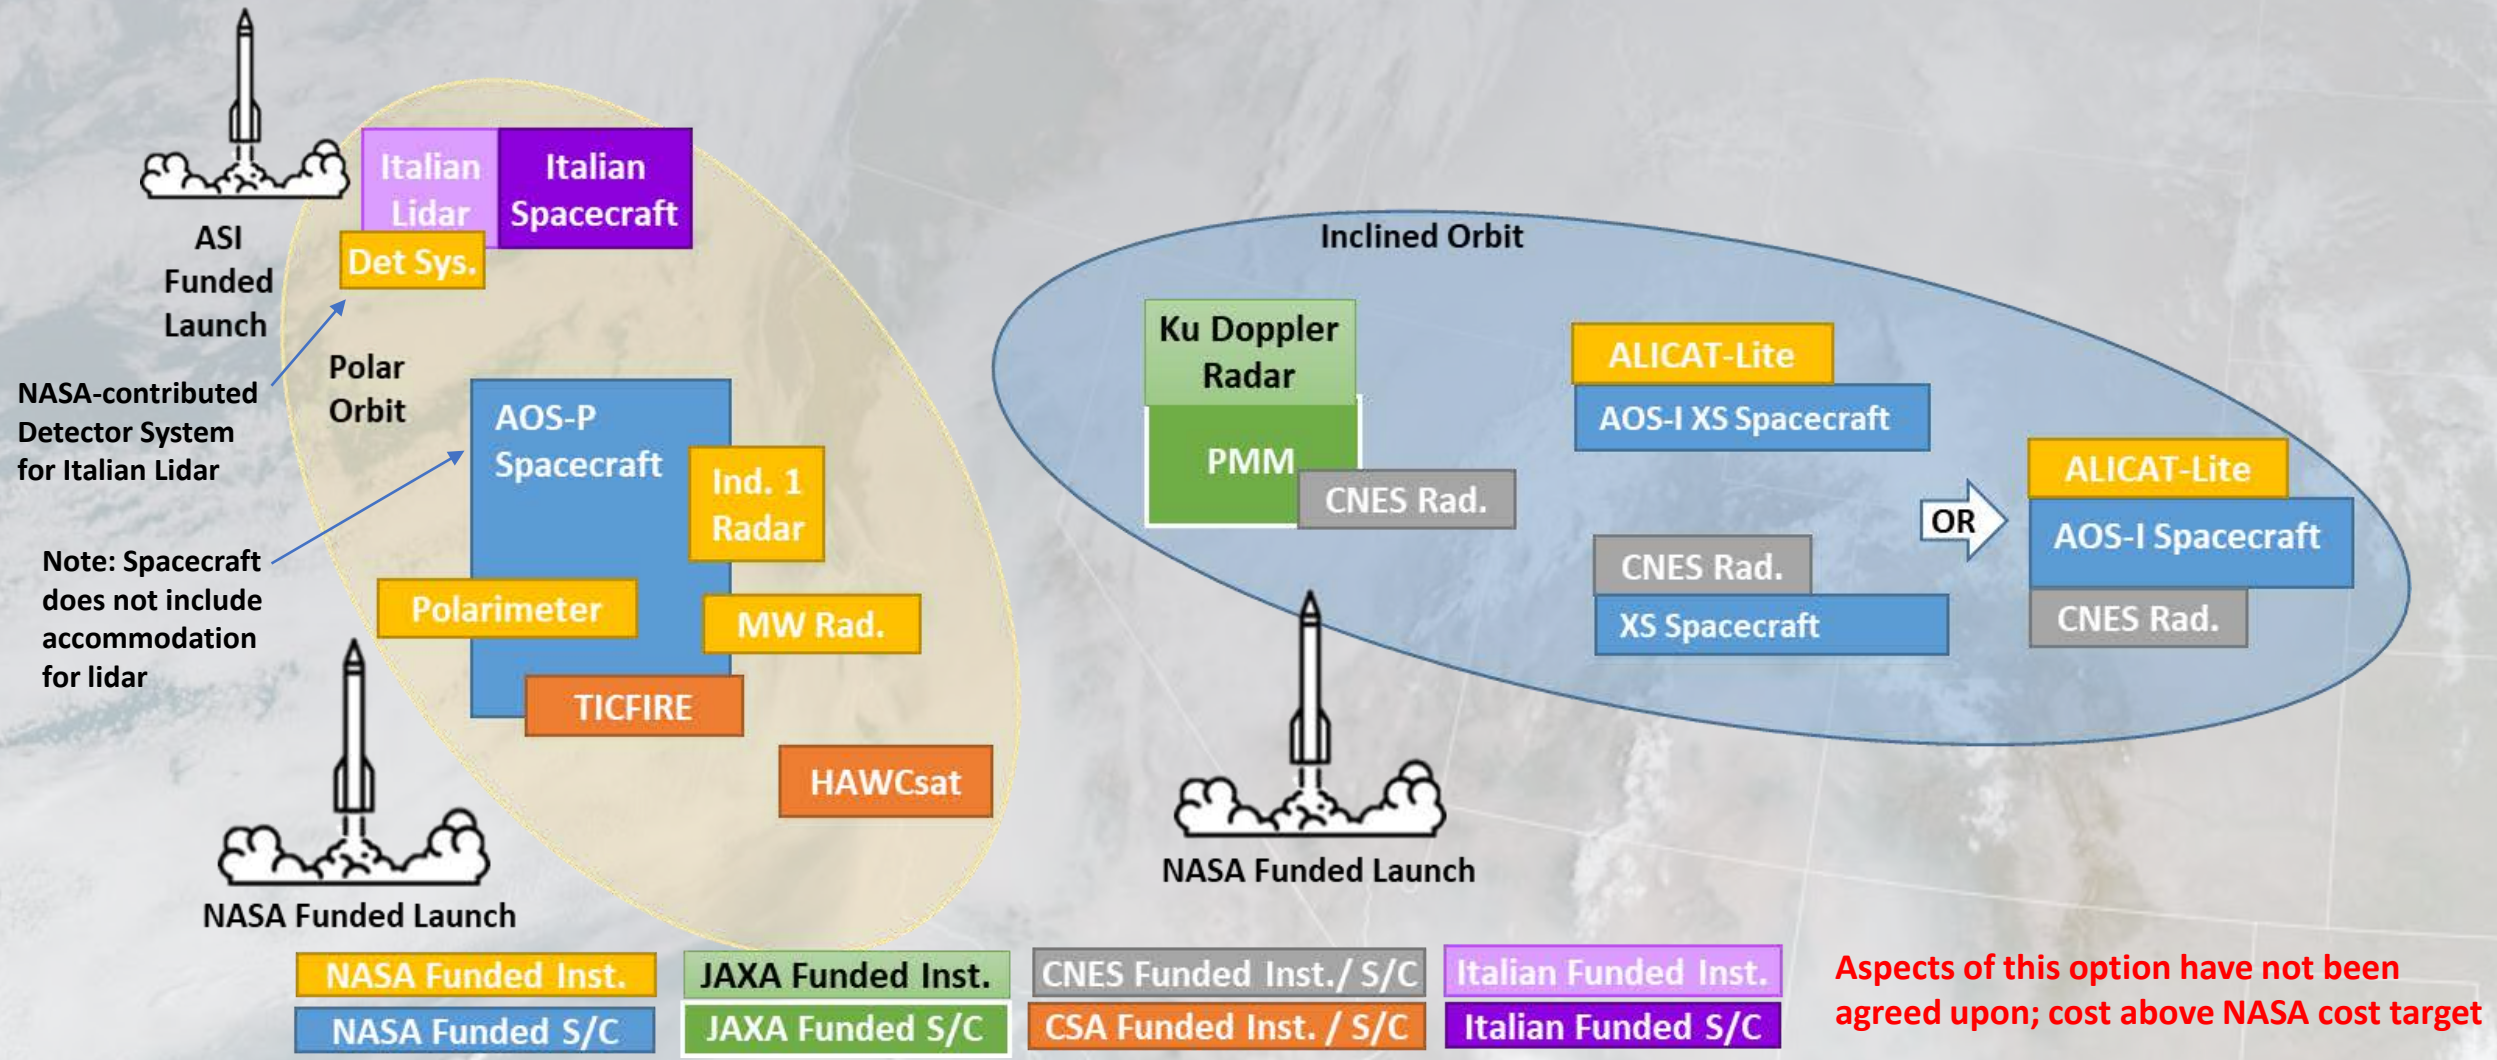 Italian
Lidar
Italian
Spacecraft
Det Sys.
ASI
Funded
Launch
Polar
Orbit
NASA-contributed
Detector System
for Italian Lidar
AOS-P
Spacecraft
Ind. 1
Radar
Note: Spacecraft
does not include
accommodation
for lidar
Polarimeter
MW Rad.
TICFIRE
HAWCsat
NASA Funded Launch
Inclined Orbit
Ku Doppler
Radar
PMM
CNES Rad.
ALICAT-Lite
AOS-I XS Spacecraft
CNES Rad.
XS Spacecraft
OR
ALICAT-Lite
AOS-I Spacecraft
CNES Rad.
NASA Funded Launch
NASA Funded Inst.
JAXA Funded Inst.
CNES Funded Inst./ S/C
Italian Funded Inst.
NASA Funded S/C
JAXA Funded S/C
CSA Funded Inst. / S/C
Italian Funded S/C
Aspects of this option have not been
agreed upon; cost above NASA cost target